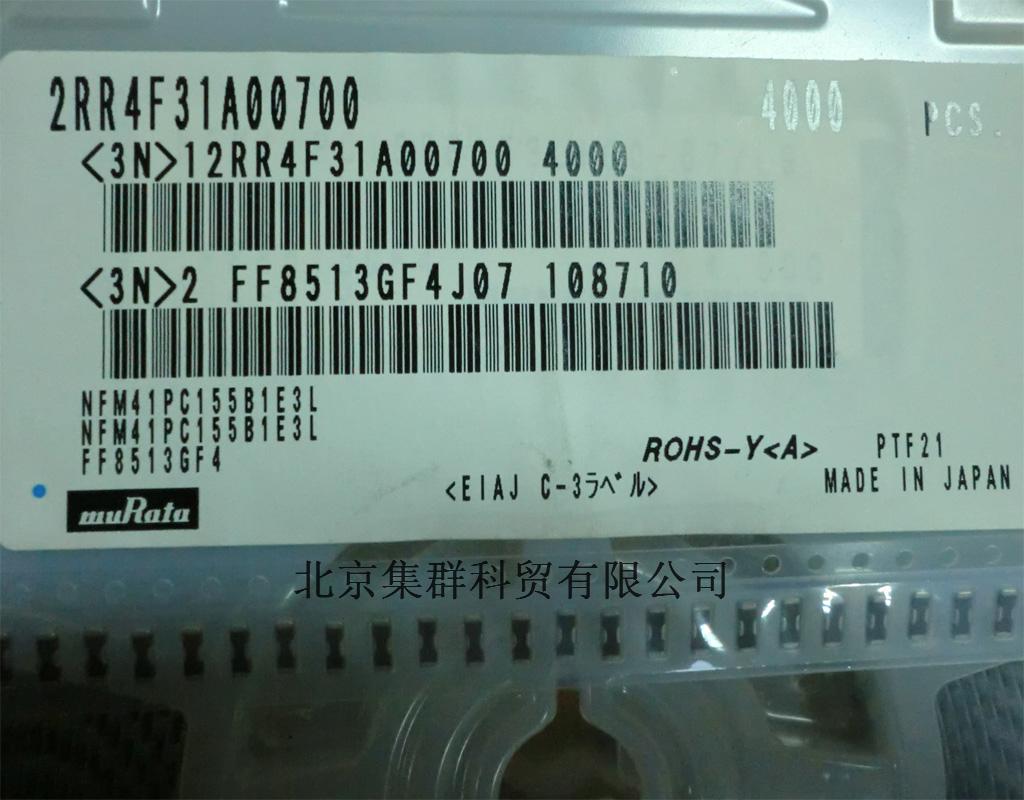 2RR4F31A00700 4000 PCS.
<3N>12RR4F31A00700 4000
<3N>2 FF8513GF4J07 108710
NFM41PC155B1E3L
NFM41PC155B1E3L
FF8513GF4
ROHS-Y<A> PTF21
<EIAJ C-3ラベル> MADE IN JAPAN
muRata
北京集群科贸有限公司